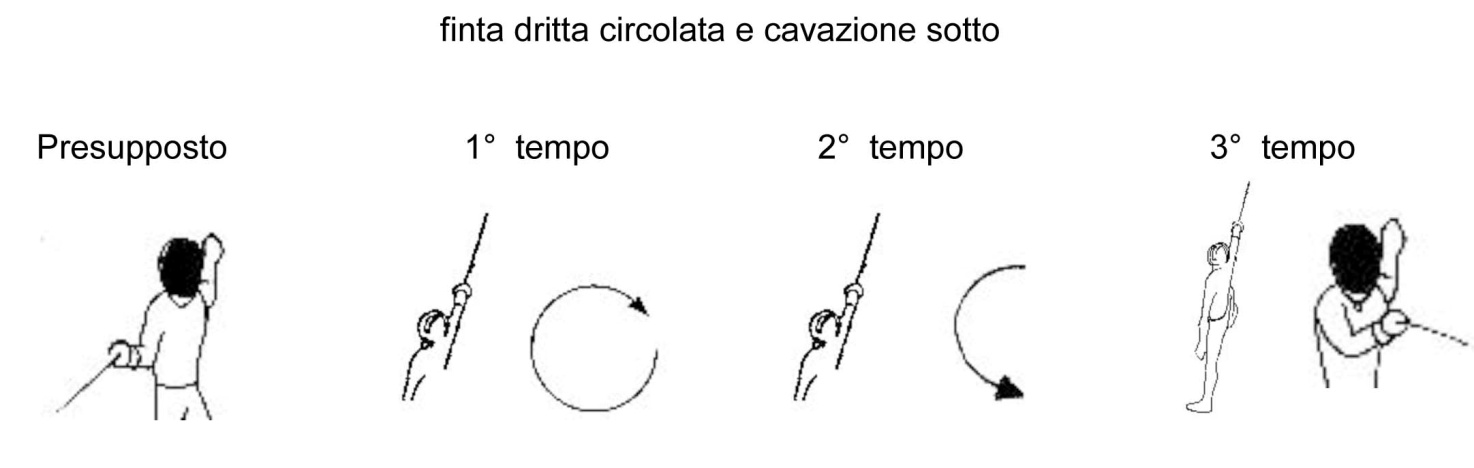 finta dritta circolata e cavazione sotto
Presupposto 1° tempo 2° tempo 3° tempo